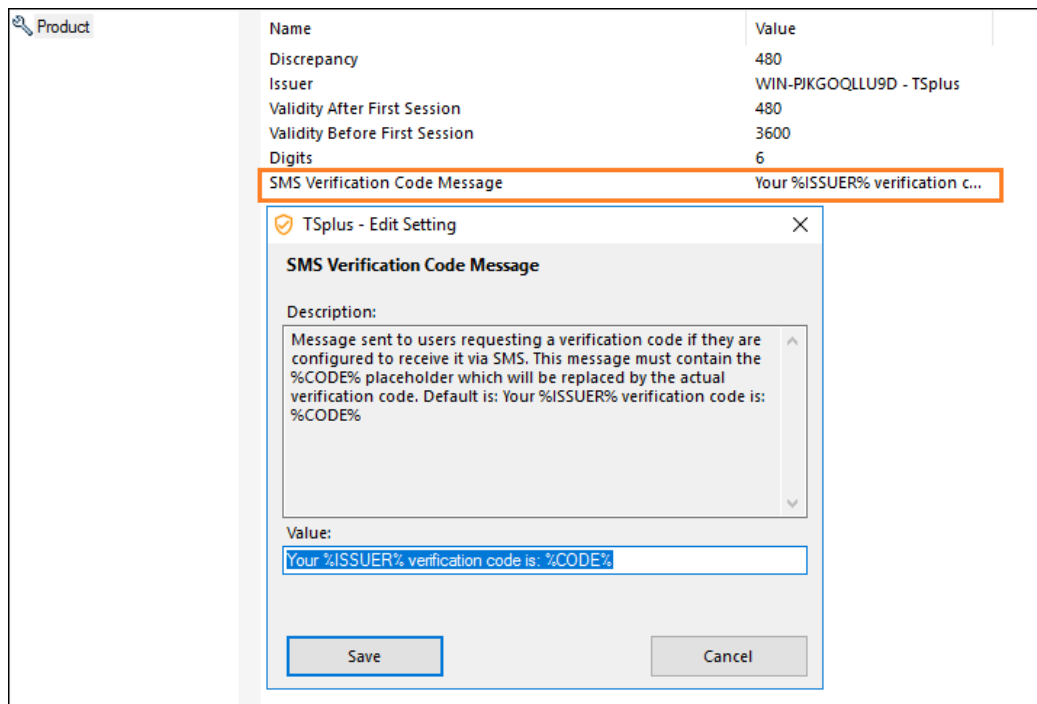 Product
Name Value
Discrepancy 480
Issuer WIN-PJKGOQLLU9D - TSplus
Validity After First Session 480
Validity Before First Session 3600
Digits 6
SMS Verification Code Message Your %ISSUER% verification c...
TSplus - Edit Setting
SMS Verification Code Message
Description:
Message sent to users requesting a verification code if they are
configured to receive it via SMS. This message must contain the
%CODE% placeholder which will be replaced by the actual
verification code. Default is: Your %ISSUER% verification code is:
%CODE%
Value:
Your %ISSUER% verification code is: %CODE%
Save Cancel